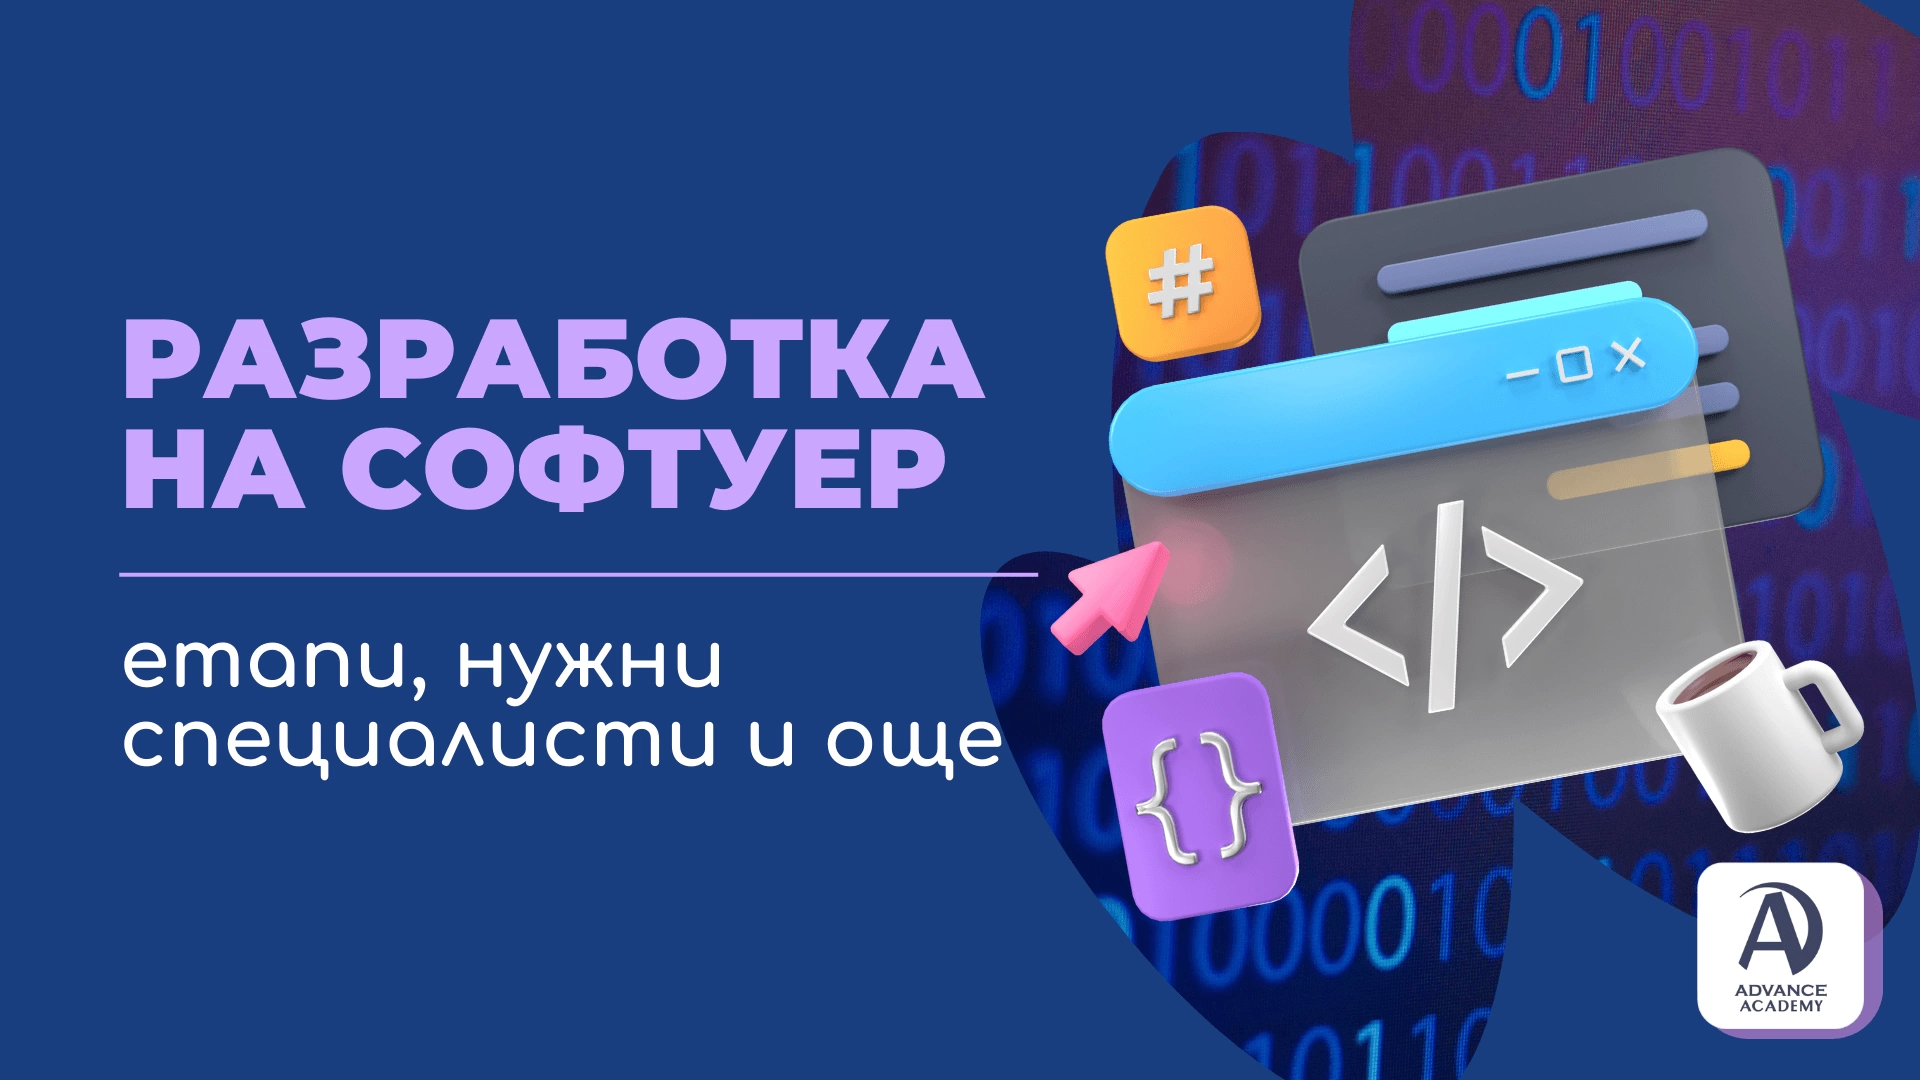 РАЗРАБОТКА
НА СОФТУЕР
етапи, нужни
специалисти и още
#
</>
{}
ADVANCE
ACADEMY